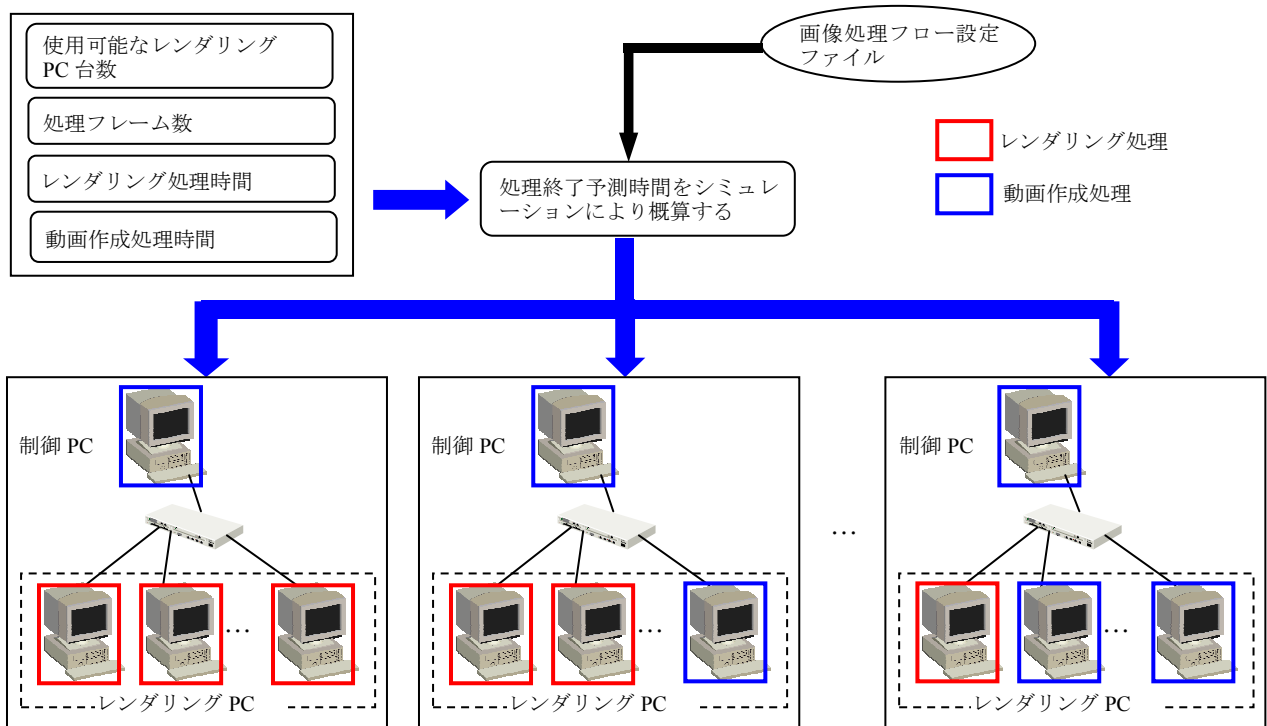 使用可能なレンダリング
PC 台数
処理フレーム数
レンダリング処理時間
動画作成処理時間
画像処理フロー設定
ファイル
処理終了予測時間をシミュレ
ーションにより概算する
レンダリング処理
動画作成処理
制御 PC
…
レンダリング PC
制御 PC
…
レンダリング PC
…
制御 PC
…
レンダリング PC